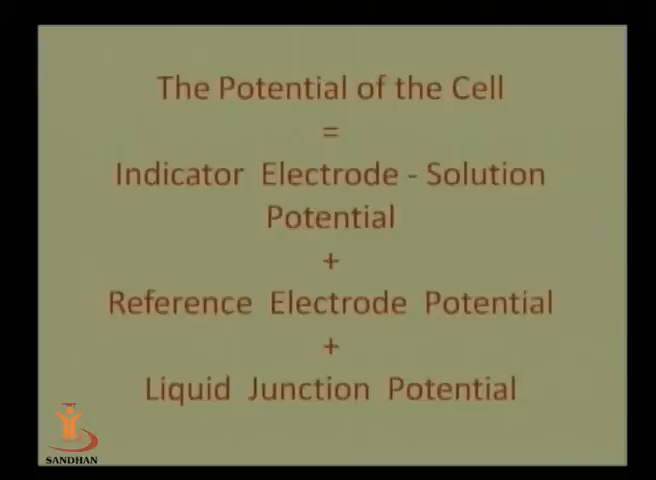 The Potential of the Cell
=
Indicator Electrode - Solution
Potential
+
Reference Electrode Potential
+
Liquid Junction Potential
SANDHAN